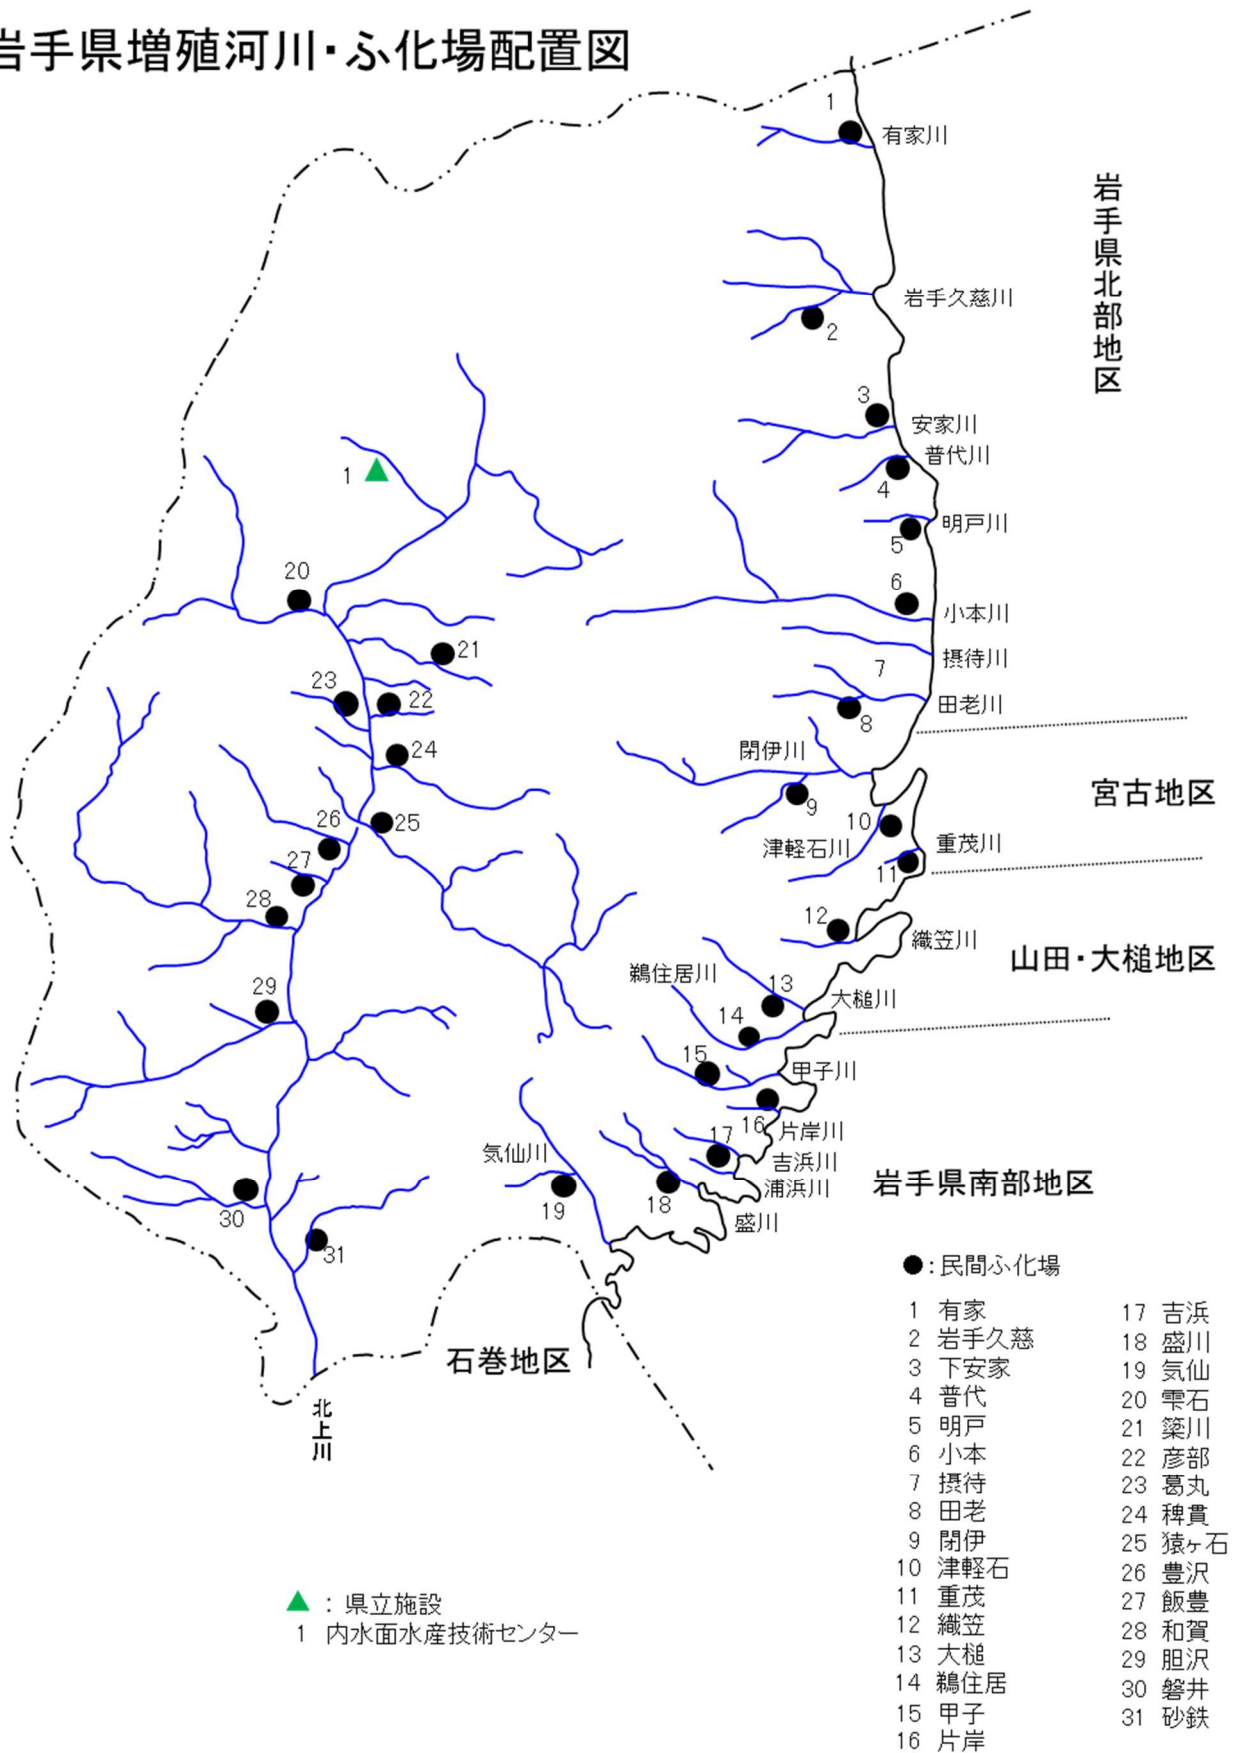 岩手県増殖河川・ふ化場配置図
1
有家川
岩手県北部地区
岩手久慈川
2
3
安家川
普代川
4
1
明戸川
5
20
6
小本川
21
摂待川
7
23
22
田老川
8
閉伊川
24
宮古地区
9
10
26
25
津軽石川
重茂川
27
11
28
12
織笠川
山田・大槌地区
鵜住居川
29
13
大槌川
14
15
甲子川
16
片岸川
17
気仙川
吉浜川
岩手県南部地区
浦浜川
30
19
18
盛川
31
石巻地区
北上川
●:民間ふ化場
1 有家
2 岩手久慈
3 下安家
4 普代
5 明戸
6 小本
7 摂待
8 田老
9 閉伊
10 津軽石
11 重茂
12 織笠
13 大槌
14 鵜住居
15 甲子
16 片岸
17 吉浜
18 盛川
19 気仙
20 雫石
21 簗川
22 彦部
23 葛丸
24 稗貫
25 猿ヶ石
26 豊沢
27 飯豊
28 和賀
29 胆沢
30 磐井
31 砂鉄
▲ : 県立施設
1 内水面水産技術センター